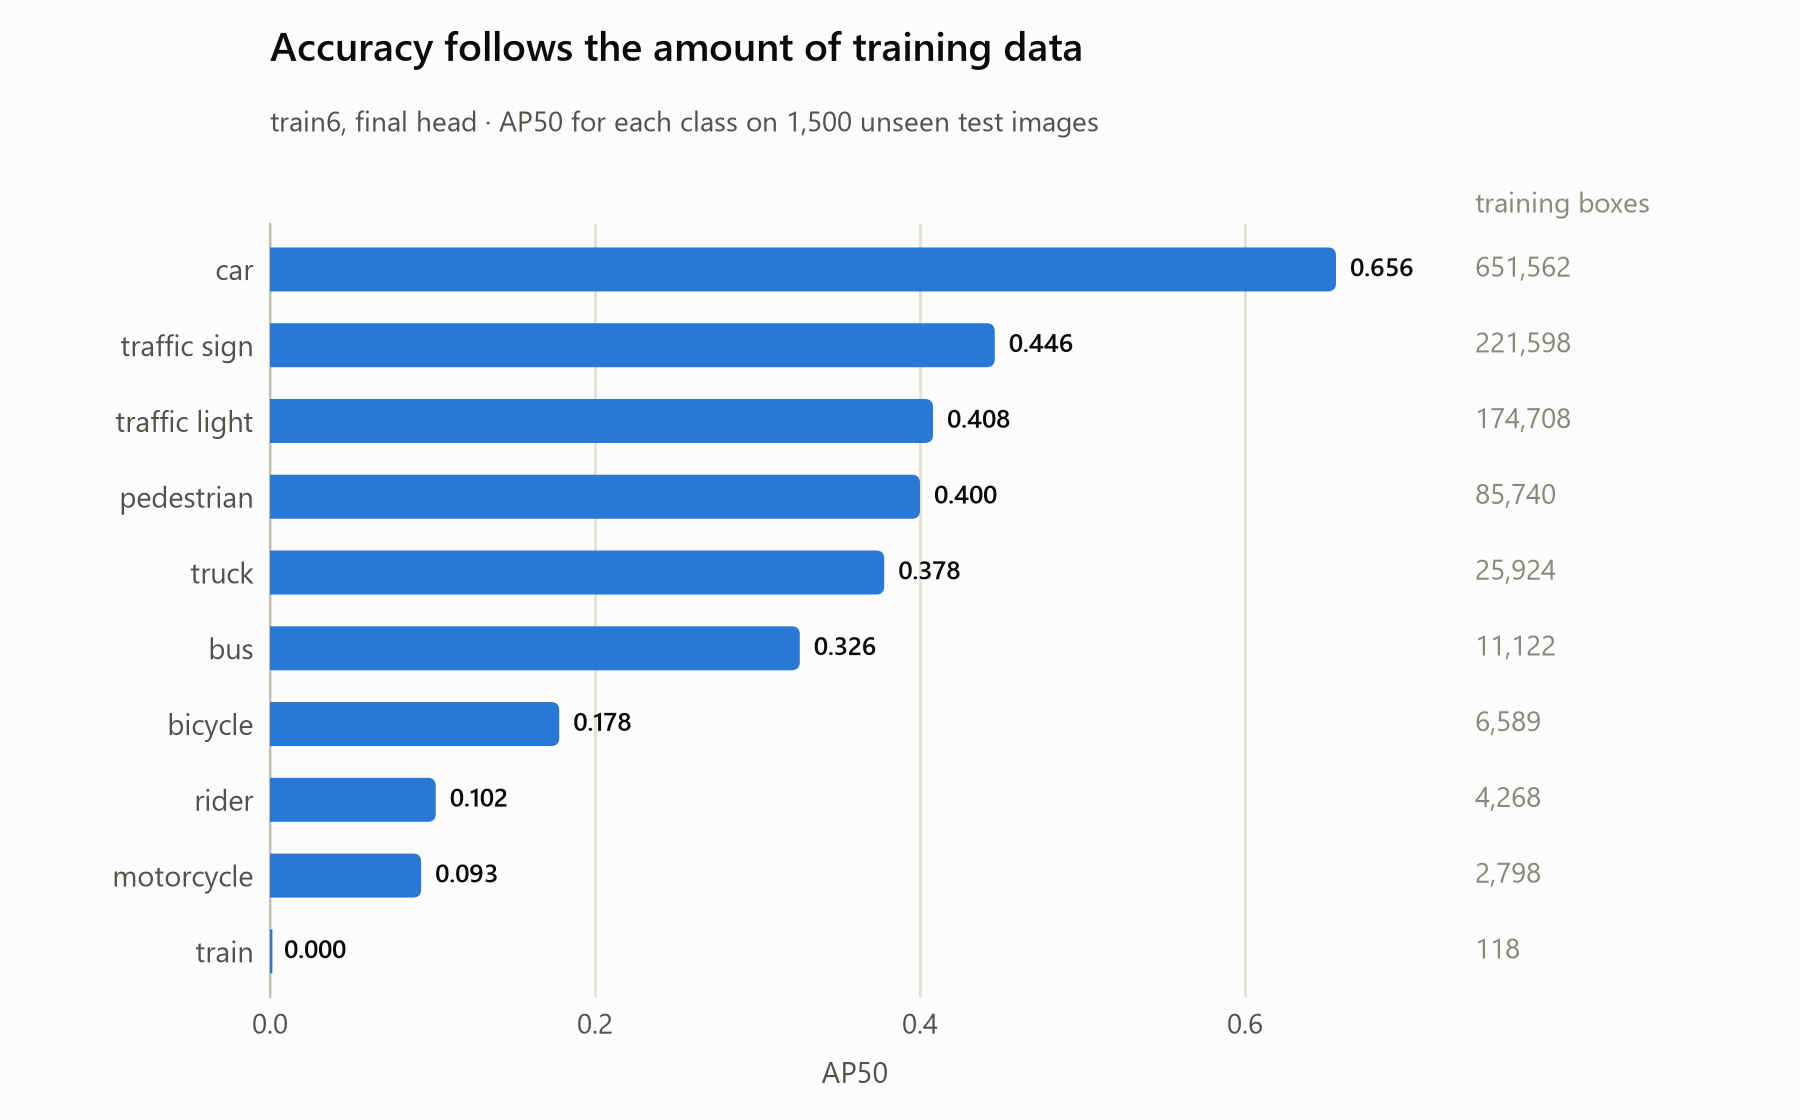 Accuracy follows the amount of training data
train6, final head · AP50 for each class on 1,500 unseen test images
training boxes
car 0.656 651,562
traffic sign 0.446 221,598
traffic light 0.408 174,708
pedestrian 0.400 85,740
truck 0.378 25,924
bus 0.326 11,122
bicycle 0.178 6,589
rider 0.102 4,268
motorcycle 0.093 2,798
train 0.000 118
0.0 0.2 0.4 0.6
AP50